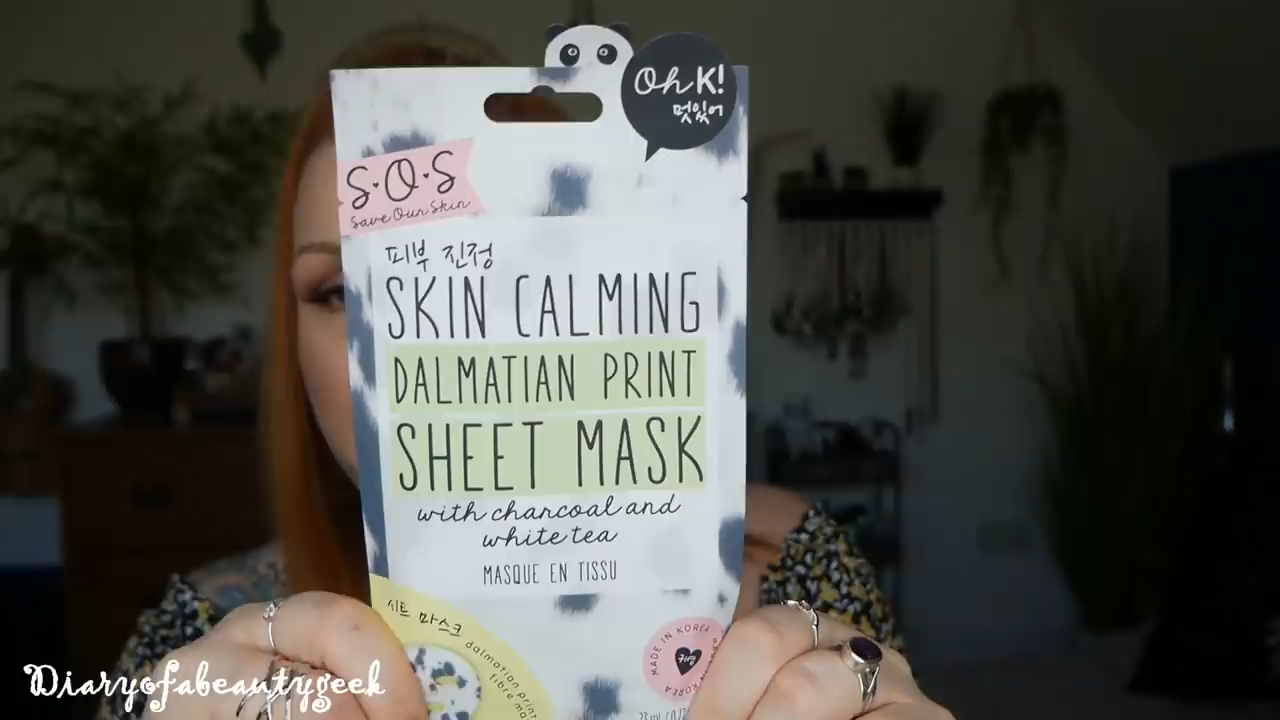 Oh K!
멋있어
S.O.S
Save Our Skin
피부 진정
SKIN CALMING
DALMATIAN PRINT
SHEET MASK
with charcoal and
white tea
MASQUE EN TISSU
시트 마스크
dalmatian print
fibre
MADE IN KOREA
Diaryofabeautygeek